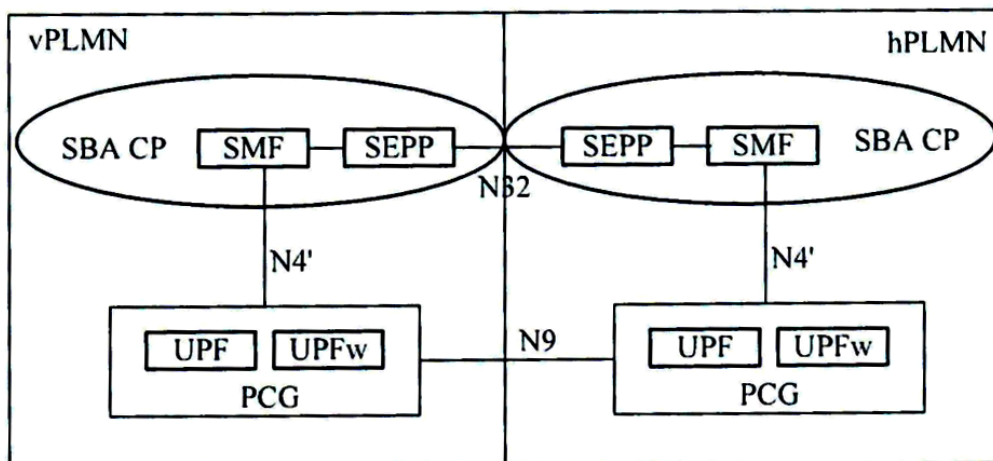 vPLMN hPLMN
SBA CP SMF SEPP SEPP SMF SBA CP
N32
N4' N4'
UPF UPFw N9 UPF UPFw
PCG PCG